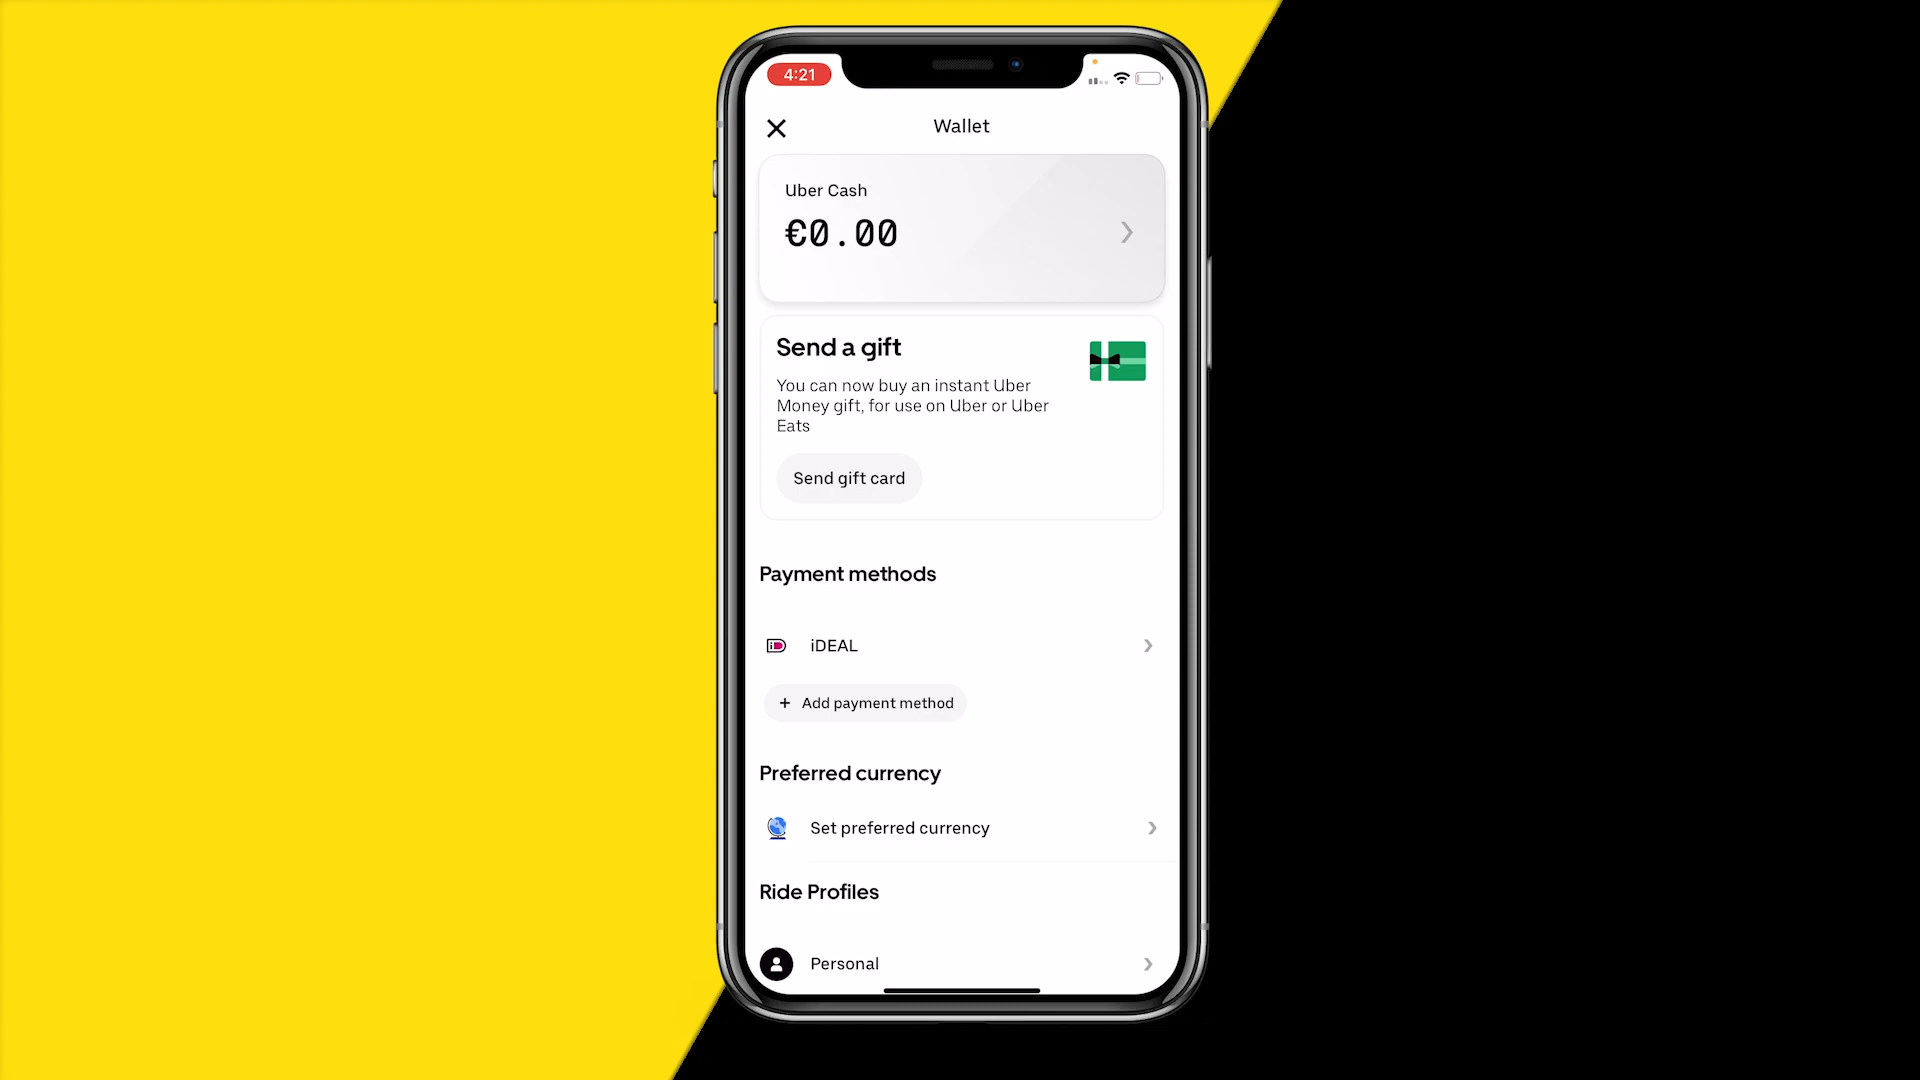 4:21
Wallet
Uber Cash
€0.00
Send a gift
You can now buy an instant Uber
Money gift, for use on Uber or Uber
Eats
Send gift card
Payment methods
iD iDEAL
+ Add payment method
Preferred currency
Set preferred currency
Ride Profiles
Personal